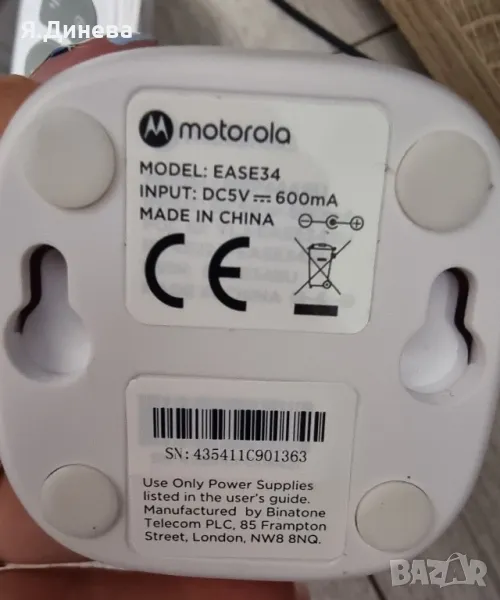 Я.Динева
motorola
MODEL: EASE34
INPUT: DC5V ⎓ 600mA
MADE IN CHINA
CE
SN: 435411C901363
Use Only Power Supplies
listed in the user's guide.
Manufactured by Binatone
Telecom PLC, 85 Frampton
Street, London, NW8 8NQ.
BAZAR